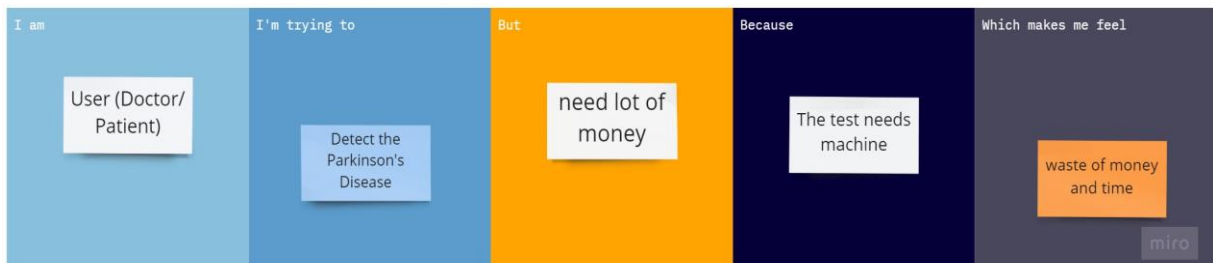 I am
User (Doctor/
Patient)
I'm trying to
Detect the
Parkinson's
Disease
But
need lot of
money
Because
The test needs
machine
Which makes me feel
waste of money
and time
miro